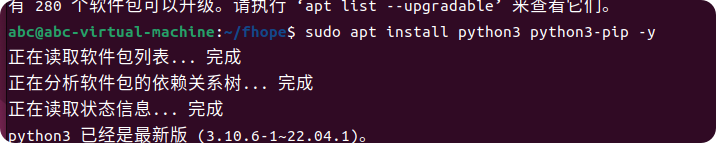 有 280 个软件包可以升级。请执行 ‘apt list --upgradable’ 来查看它们。
abc@abc-virtual-machine:~/fhope$ sudo apt install python3 python3-pip -y
正在读取软件包列表... 完成
正在分析软件包的依赖关系树... 完成
正在读取状态信息... 完成
python3 已经是最新版 (3.10.6-1~22.04.1)。